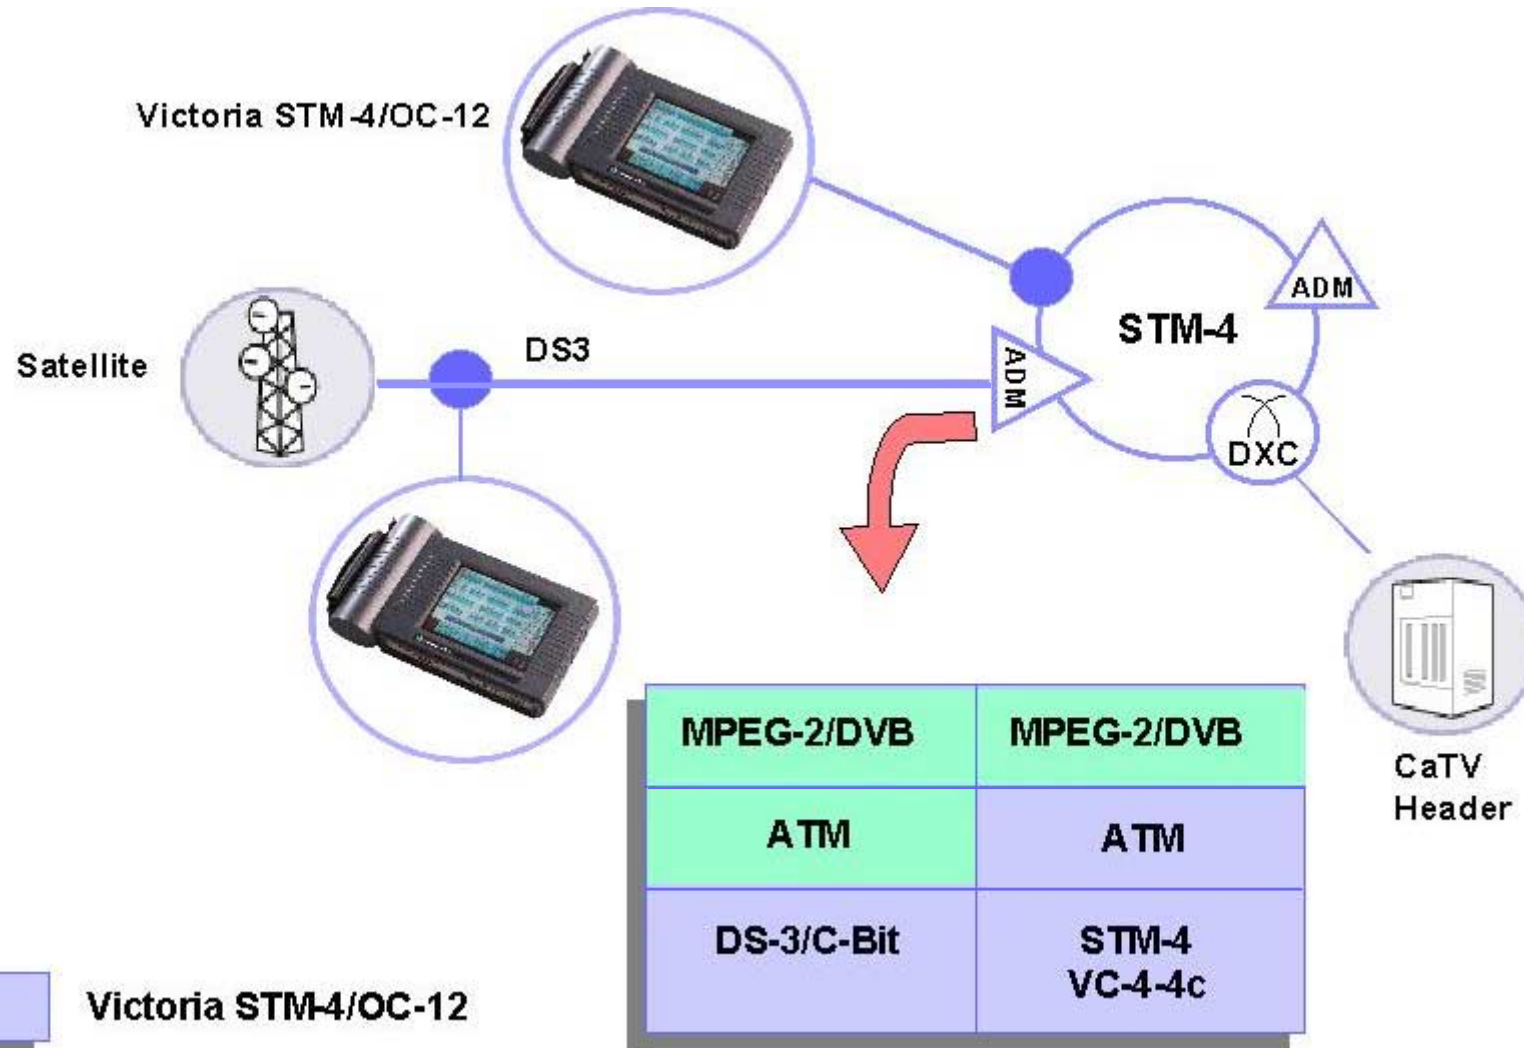 Victoria STM-4/OC-12
ADM
STM-4
DS3
Satellite
ADM
DXC
MPEG-2/DVB
MPEG-2/DVB
CaTV
Header
ATM
ATM
DS-3/C-Bit
STM-4
VC-4-4c
Victoria STM-4/OC-12